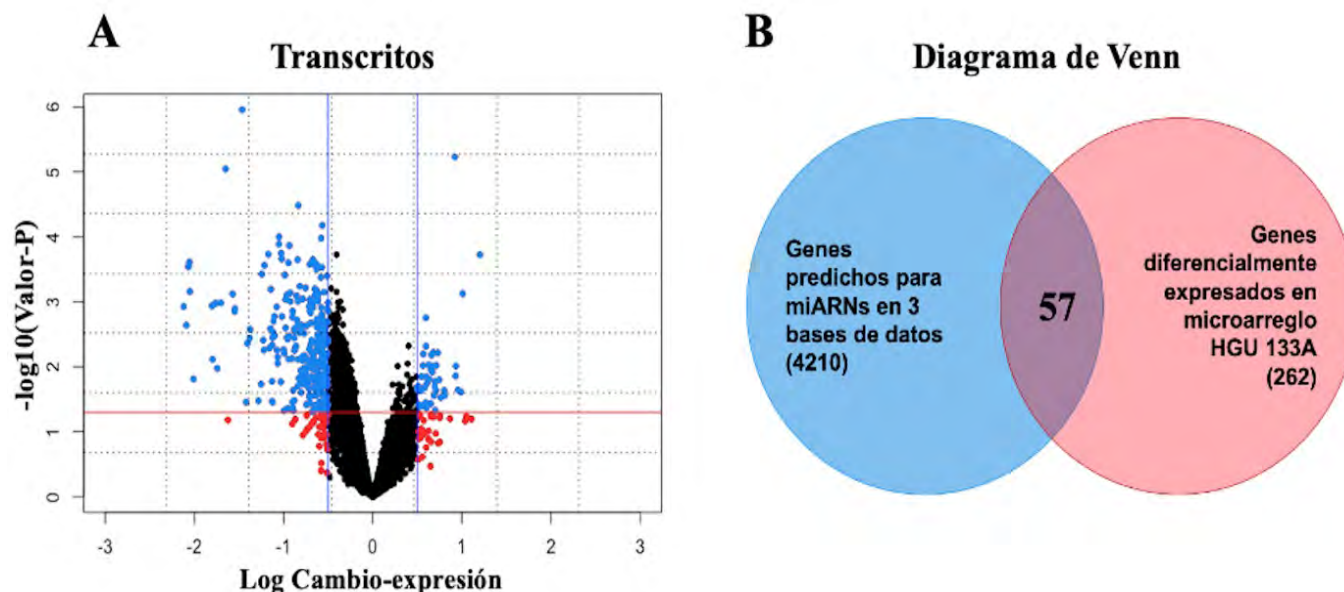 A
Transcritos
6
5
4
3
2
1
0
-log10(Valor-P)
-3
-2
-1
0
1
2
3
Log Cambio-expresión
B
Diagrama de Venn
Genes
predichos para
miARNs en 3
bases de datos
(4210)
57
Genes
diferencialmente
expresados en
microarreglo
HGU 133A
(262)